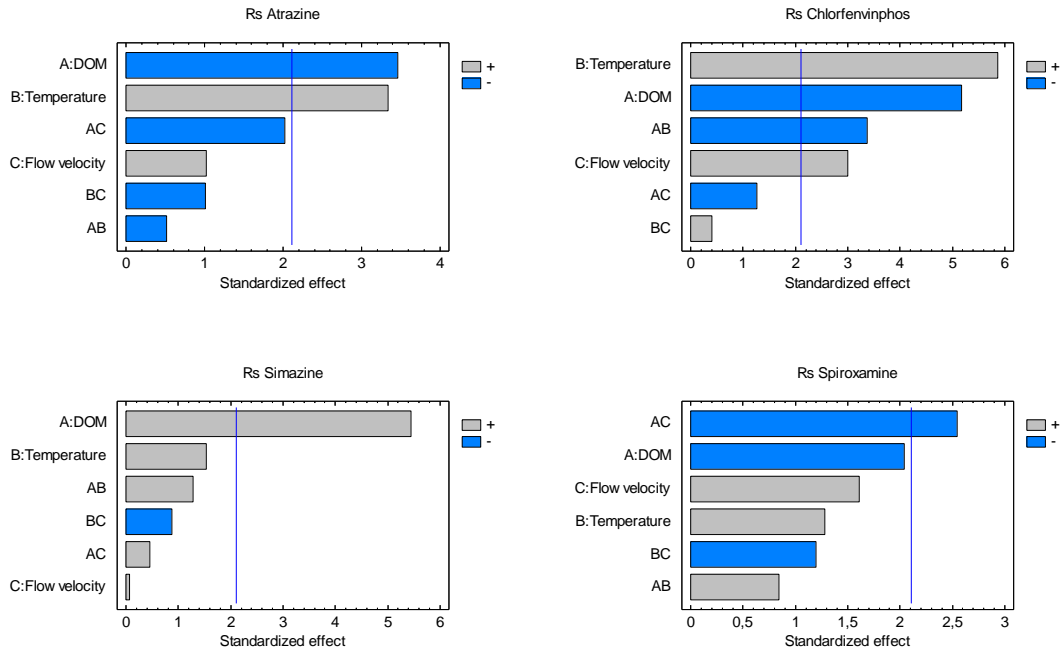 Rs Atrazine
A:DOM
B:Temperature
AC
C:Flow velocity
BC
AB
0 1 2 3 4
Standardized effect
+
-
Rs Chlorfenvinphos
B:Temperature
A:DOM
AB
C:Flow velocity
AC
BC
0 1 2 3 4 5 6
Standardized effect
+
-
Rs Simazine
A:DOM
B:Temperature
AB
BC
AC
C:Flow velocity
0 1 2 3 4 5 6
Standardized effect
+
-
Rs Spiroxamine
AC
A:DOM
C:Flow velocity
B:Temperature
BC
AB
0 0,5 1 1,5 2 2,5 3
Standardized effect
+
-